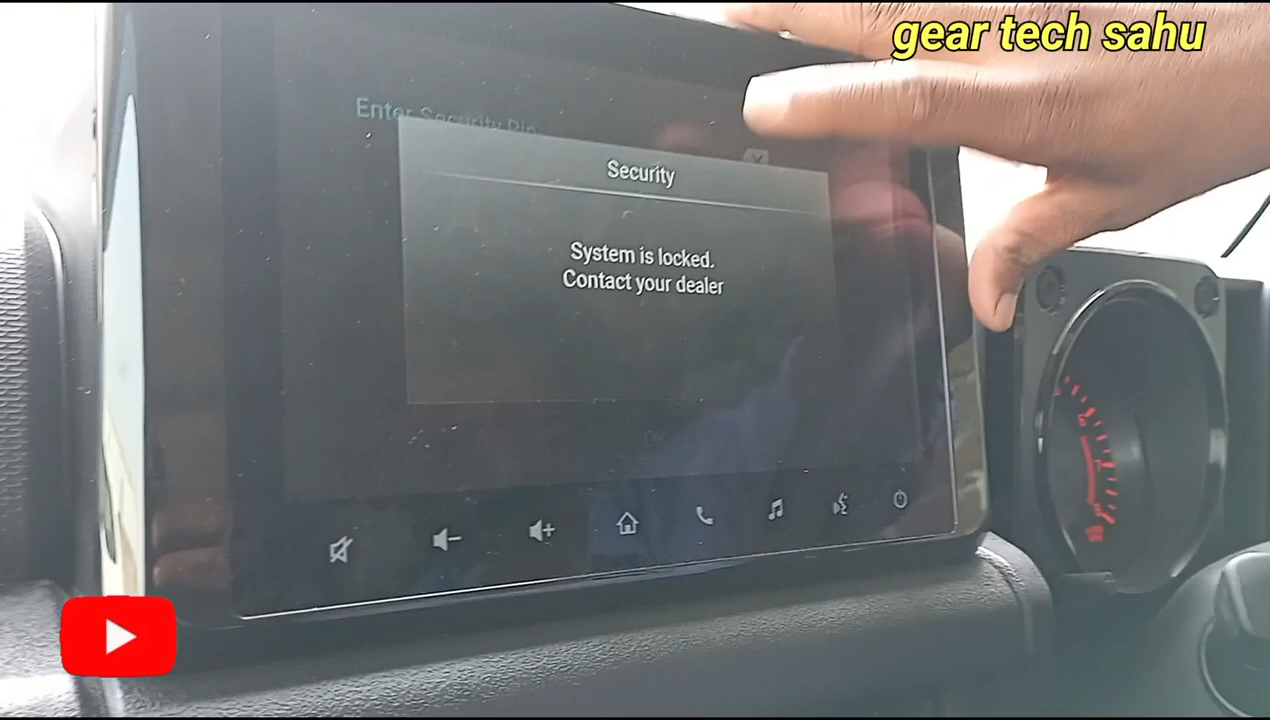 gear tech sahu
Enter Security Pin
Security
System is locked.
Contact your dealer